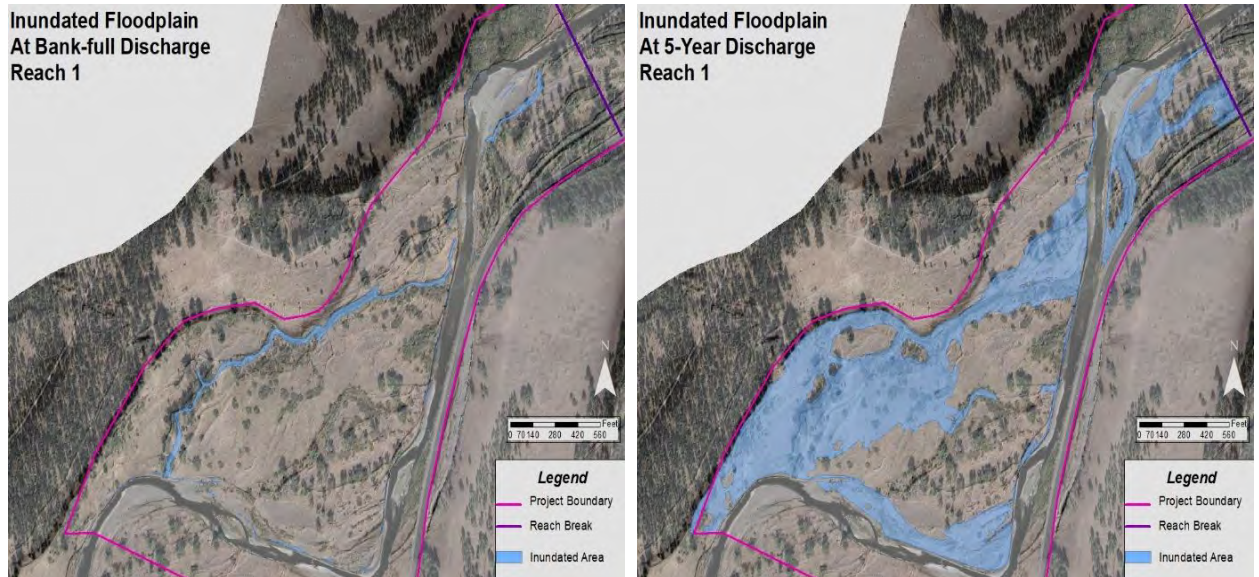 Inundated Floodplain
At Bank-full Discharge
Reach 1
N
Feet
0 70 140 280 420 560
Legend
Project Boundary
Reach Break
Inundated Area
Inundated Floodplain
At 5-Year Discharge
Reach 1
N
Feet
0 70 140 280 420 560
Legend
Project Boundary
Reach Break
Inundated Area